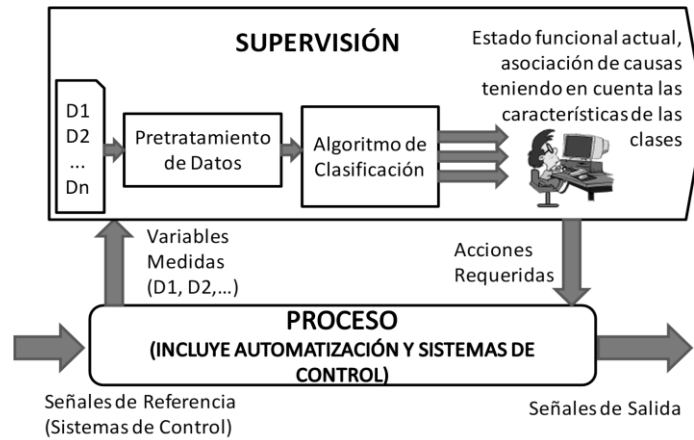 SUPERVISIÓN
Estado funcional actual,
asociación de causas
teniendo en cuenta las
características de las
clases
D1
D2
...
Dn
Pretratamiento
de Datos
Algoritmo de
Clasificación
Variables
Medidas
(D1, D2,...)
Acciones
Requeridas
PROCESO
(INCLUYE AUTOMATIZACIÓN Y SISTEMAS DE
CONTROL)
Señales de Referencia
(Sistemas de Control)
Señales de Salida